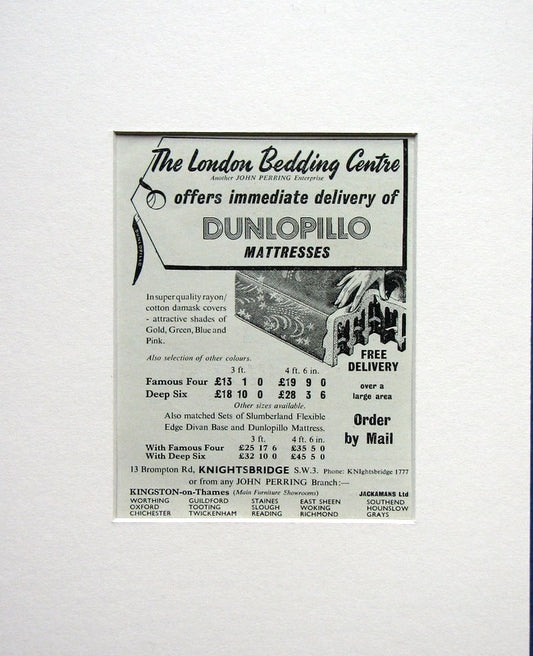 The London Bedding Centre
Another JOHN PERRING Enterprise
offers immediate delivery of
DUNLOPILLO
MATTRESSES
In super quality rayon/
cotton damask covers
- attractive shades of
Gold, Green, Blue and
Pink.
Also selection of other colours.
3 ft. 4 ft. 6 in.
Famous Four £13 1 0 £19 9 0
Deep Six £18 10 0 £28 3 6
Other sizes available.
Also matched Sets of Slumberland Flexible
Edge Divan Base and Dunlopillo Mattress.
3 ft. 4 ft. 6 in.
With Famous Four £25 17 6 £35 5 0
With Deep Six £32 10 0 £45 5 0
FREE
DELIVERY
over a
large area
Order
by Mail
13 Brompton Rd, KNIGHTSBRIDGE S.W.3. Phone: KNIghtsbridge 1777
or from any JOHN PERRING Branch:—
KINGSTON-on-Thames (Main Furniture Showrooms) JACKAMANS Ltd
WORTHING GUILDFORD STAINES EAST SHEEN SOUTHEND
OXFORD TOOTING SLOUGH WOKING HOUNSLOW
CHICHESTER TWICKENHAM READING RICHMOND GRAYS